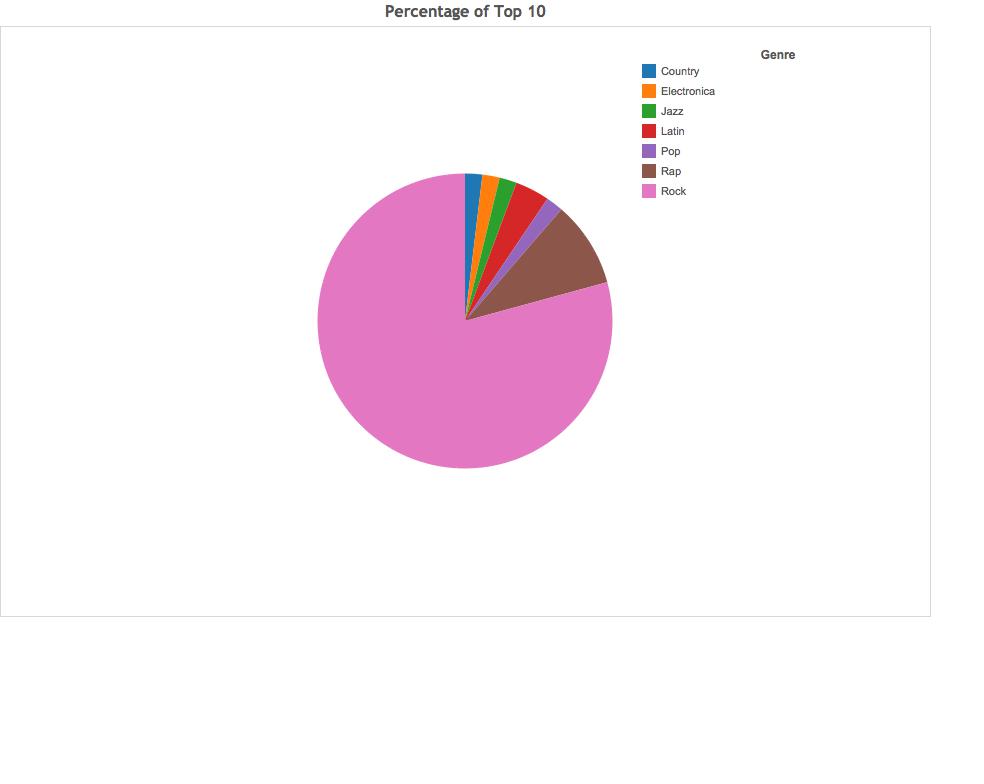 Percentage of Top 10
Genre
Country
Electronica
Jazz
Latin
Pop
Rap
Rock